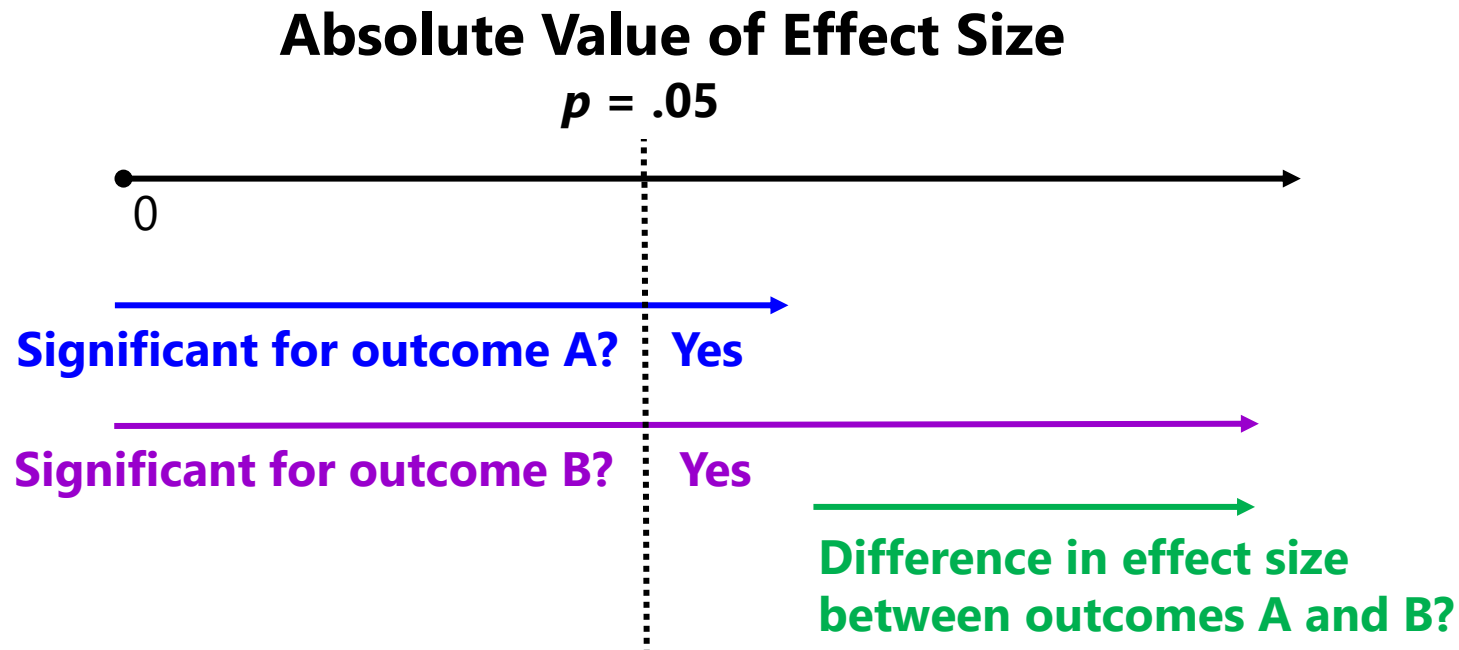 Absolute Value of Effect Size
p = .05
0
Significant for outcome A? Yes
Significant for outcome B? Yes
Difference in effect size
between outcomes A and B?